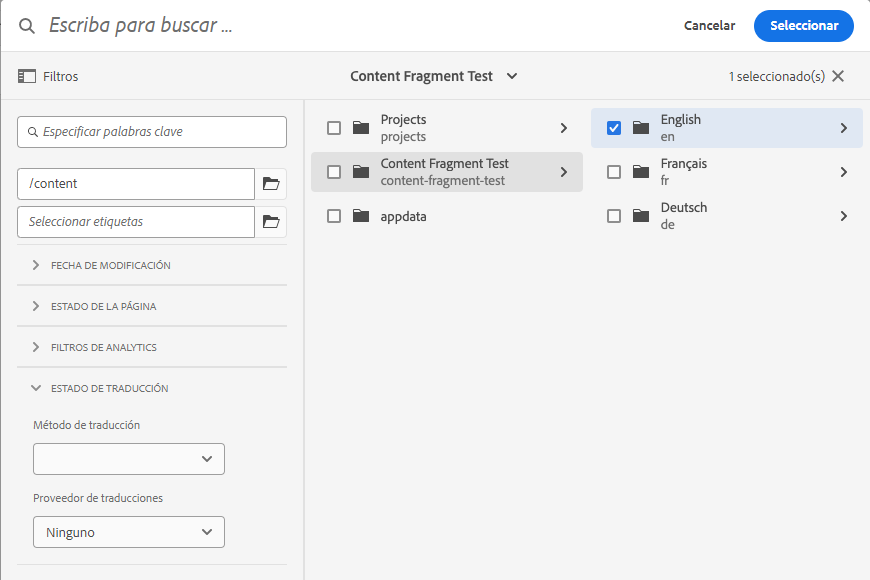 Escriba para buscar ...
Cancelar
Seleccionar
Filtros
Content Fragment Test
1 seleccionado(s)
Especificar palabras clave
/content
Seleccionar etiquetas
FECHA DE MODIFICACIÓN
ESTADO DE LA PÁGINA
FILTROS DE ANALYTICS
ESTADO DE TRADUCCIÓN
Método de traducción
Proveedor de traducciones
Ninguno
Projects
projects
Content Fragment Test
content-fragment-test
appdata
English
en
Français
fr
Deutsch
de